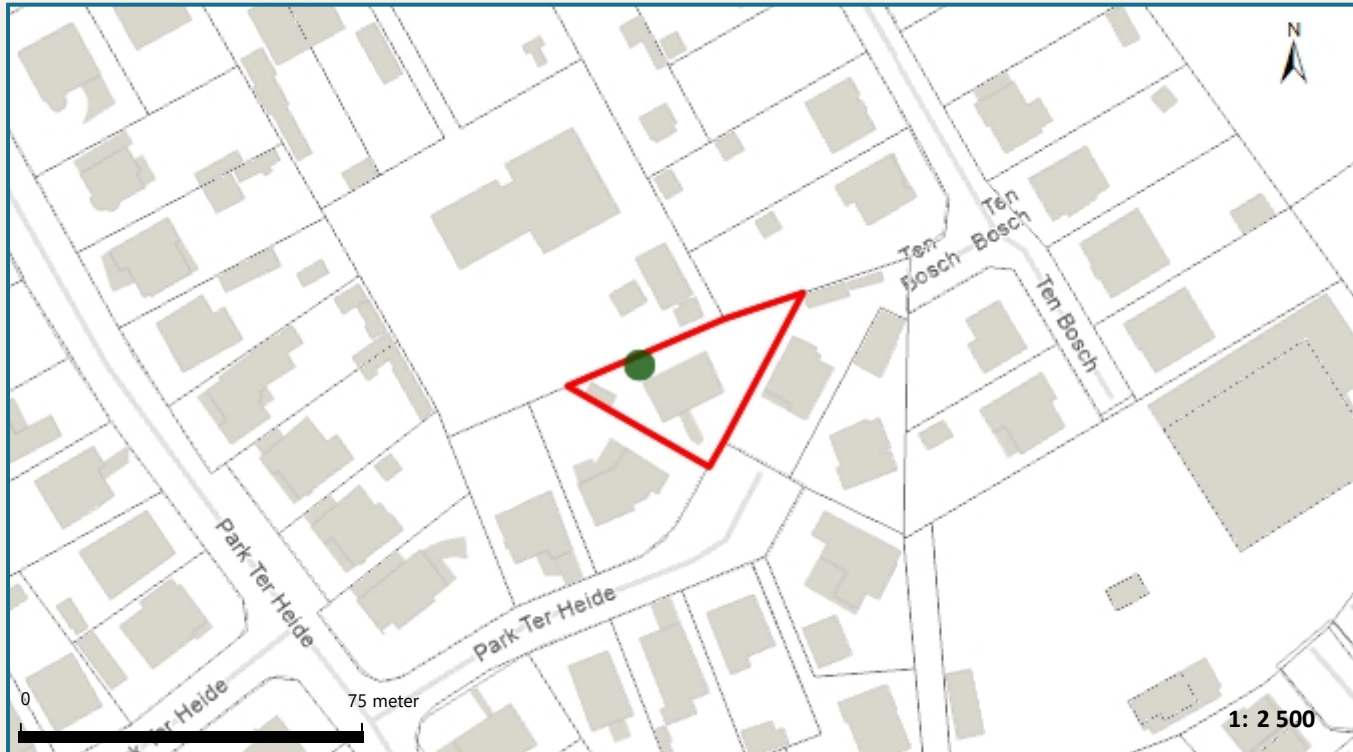 N
Ten
Bosch
Ten
Bosch
Ten Bosch
Park Ter Heide
Park Ter Heide
k Ter Heide
0
75 meter
1: 2 500